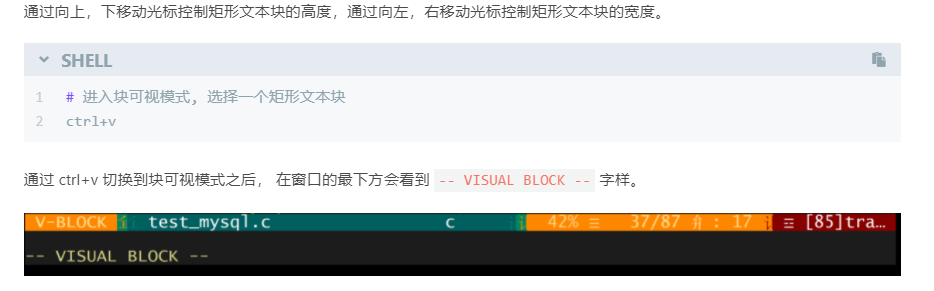 通过向上，下移动光标控制矩形文本块的高度，通过向左，右移动光标控制矩形文本块的宽度。
SHELL
1 # 进入块可视模式, 选择一个矩形文本块
2 ctrl+v
通过 ctrl+v 切换到块可视模式之后， 在窗口的最下方会看到 -- VISUAL BLOCK -- 字样。
V-BLOCK test_mysql.c c 42% ☰ 37/87 : 17 ☲ [85]tra…
-- VISUAL BLOCK --